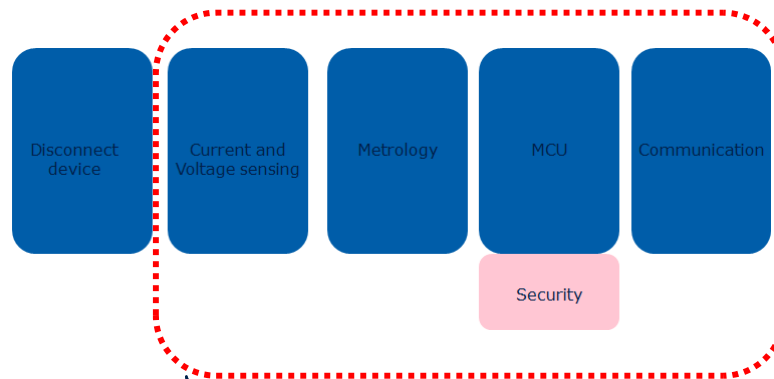 Disconnect
device
Current and
Voltage sensing
Metrology
MCU
Communication
Security